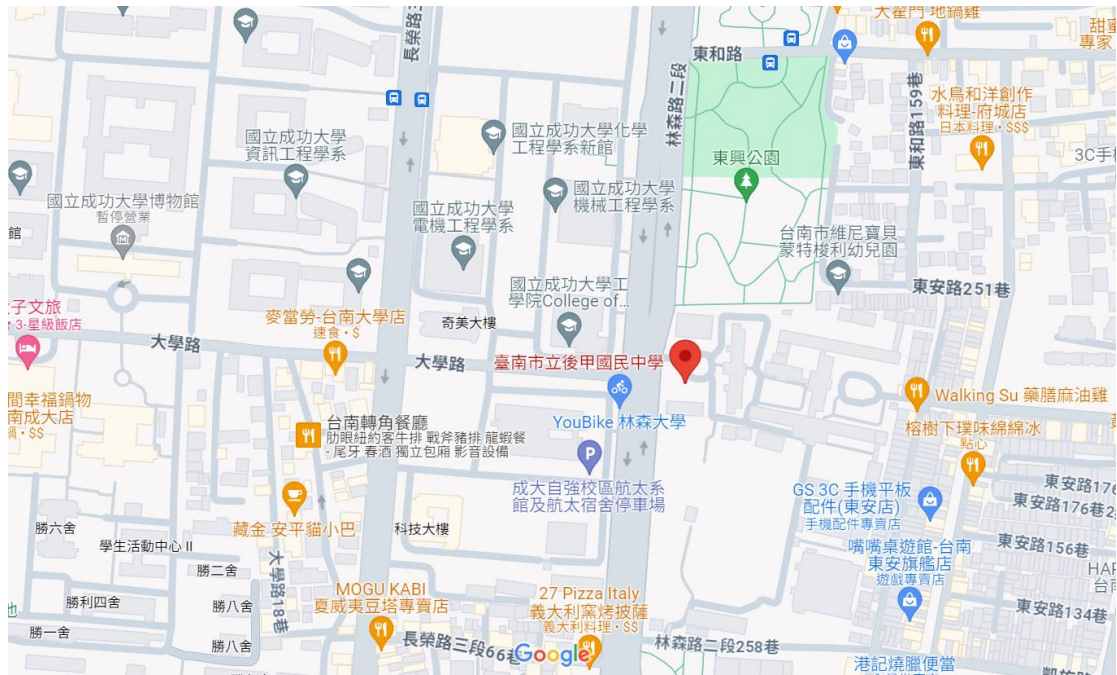 大翟門 地鍋雞
甜蜜
專家
東和路
長榮路三
林森路二段
東和路159巷
水鳥和洋創作
料理-府城店
日本料理・$$$
3C手機
國立成功大學
資訊工程學系
國立成功大學化學
工程學系新館
東興公園
國立成功大學博物館
暫停營業
國立成功大學
機械工程學系
國立成功大學
電機工程學系
館
台南市維尼寶貝
蒙特梭利幼兒園
國立成功大學工
學院College of...
東安路251巷
子文旅
3-星級飯店
麥當勞-台南大學店
速食・$
奇美大樓
大學路
大學路
臺南市立後甲國民中學
間幸福鍋物
南成大店
鍋・$$
Walking Su 藥膳麻油雞
YouBike 林森大學
台南轉角餐廳
肋眼紐約客牛排 戰斧豬排 龍蝦餐
- 尾牙 春酒 獨立包廂 影音設備
榕樹下璞味綿綿冰
點心
P
成大自強校區航太系
館及航太宿舍停車場
GS 3C 手機平板
配件(東安店)
手機配件專賣店
東安路176
東安路176巷2
藏金 安平貓小巴
科技大樓
勝六舍
學生活動中心 II
東安路156巷
嘴嘴桌遊館-台南
東安旗艦店
遊戲專賣店
HAP
台南
勝二舍
大學路18巷
MOGU KABI
夏威夷豆塔專賣店
27 Pizza Italy
義大利窯烤披薩
義大利料理・$$
勝利四舍
勝八舍
東安路134巷
地
勝一舍
勝八舍
長榮路三段66巷
Google
林森路二段258巷
港記燒臘便當